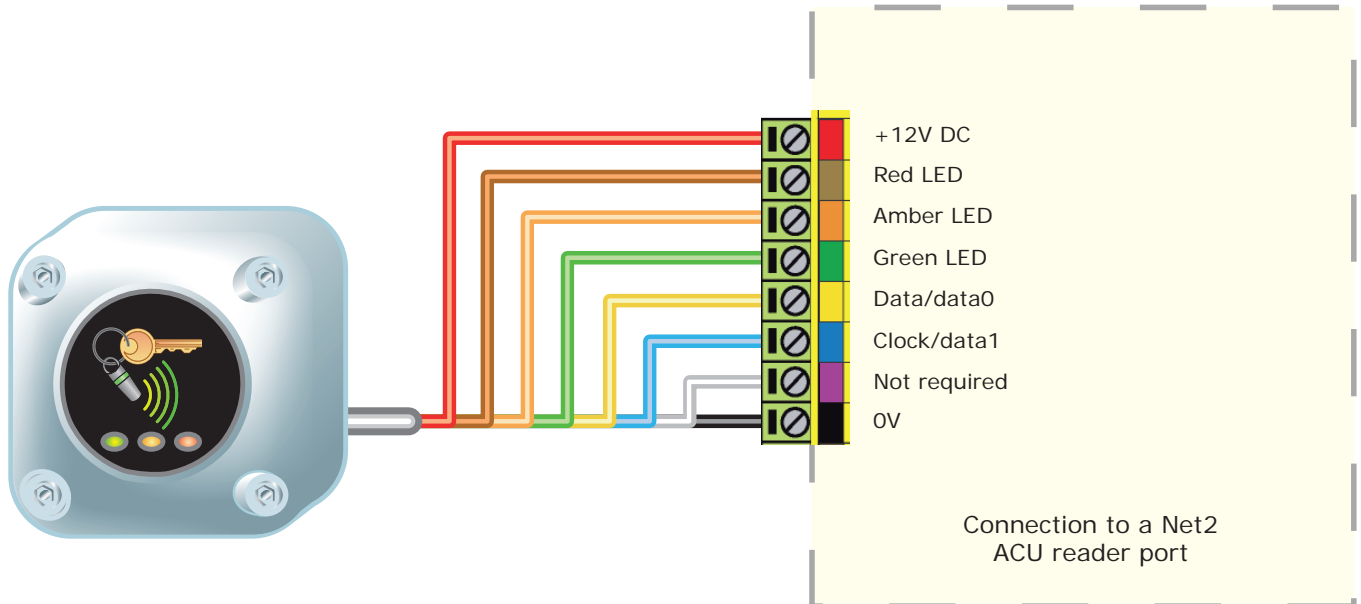 +12V DC
Red LED
Amber LED
Green LED
Data/data0
Clock/data1
Not required
0V
Connection to a Net2
ACU reader port